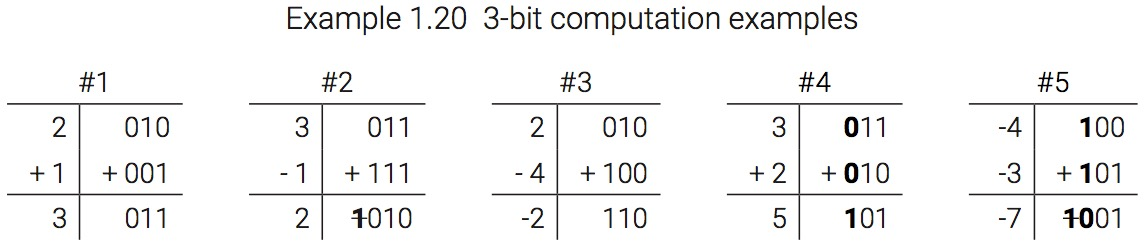 Example 1.20 3-bit computation examples
#1 #2 #3 #4 #5
2 010 3 011 2 010 3 011 -4 100
+ 1 + 001 - 1 + 111 - 4 + 100 + 2 + 010 -3 + 101
3 011 2 1010 -2 110 5 101 -7 1001